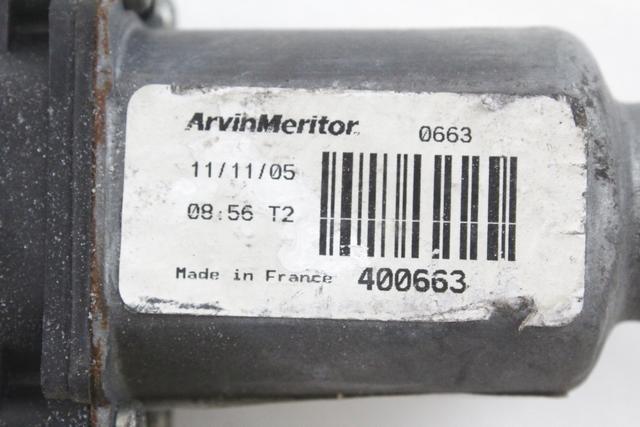 ArvinMeritor 0663
11/11/05
08:56 T2
Made in France 400663